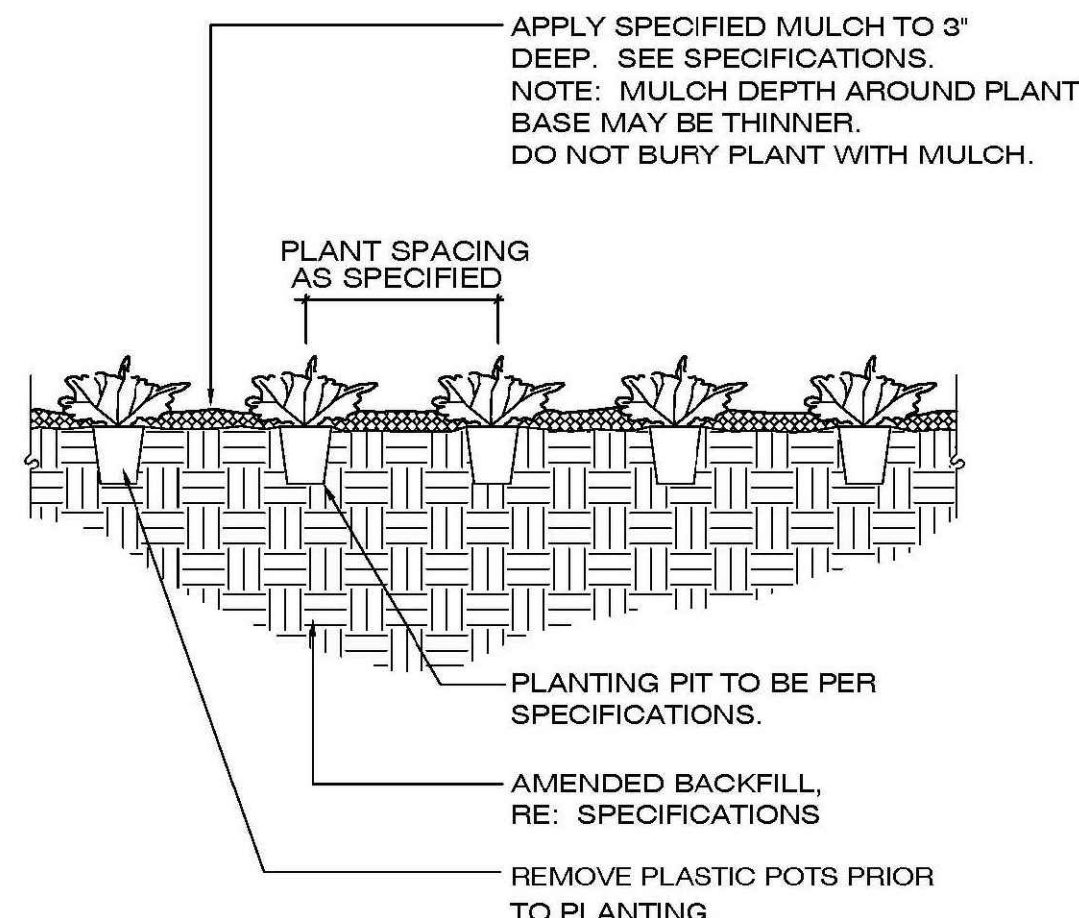 APPLY SPECIFIED MULCH TO 3"
DEEP. SEE SPECIFICATIONS.
NOTE: MULCH DEPTH AROUND PLANT
BASE MAY BE THINNER.
DO NOT BURY PLANT WITH MULCH.
PLANT SPACING
AS SPECIFIED
PLANTING PIT TO BE PER
SPECIFICATIONS.
AMENDED BACKFILL,
RE: SPECIFICATIONS
REMOVE PLASTIC POTS PRIOR
TO PLANTING